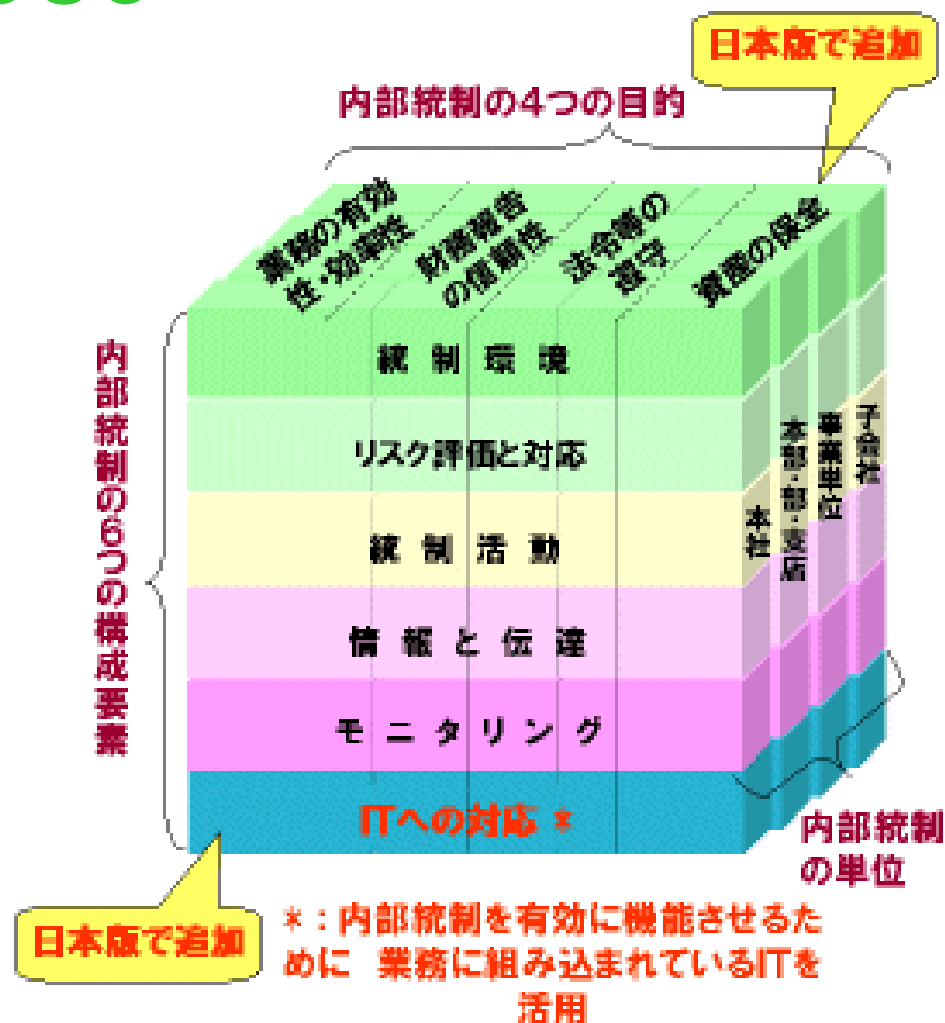 日本版で追加
内部統制の4つの目的
業務の有効
性・効率性
財務報告
の信頼性
法令等の
遵守
資産の保全
内部統制の6つの構成要素
統制環境
リスク評価と対応
統制活動
情報と伝達
モニタリング
ITへの対応 *
本社
本部・部・支店
事業単位
子会社
内部統制
の単位
日本版で追加
*：内部統制を有効に機能させるた
めに 業務に組み込まれているITを
活用